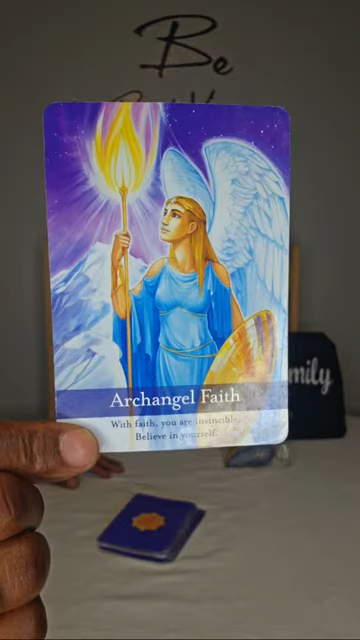 Be
Archangel Faith
With faith, you are invincible.
Believe in yourself.
mily